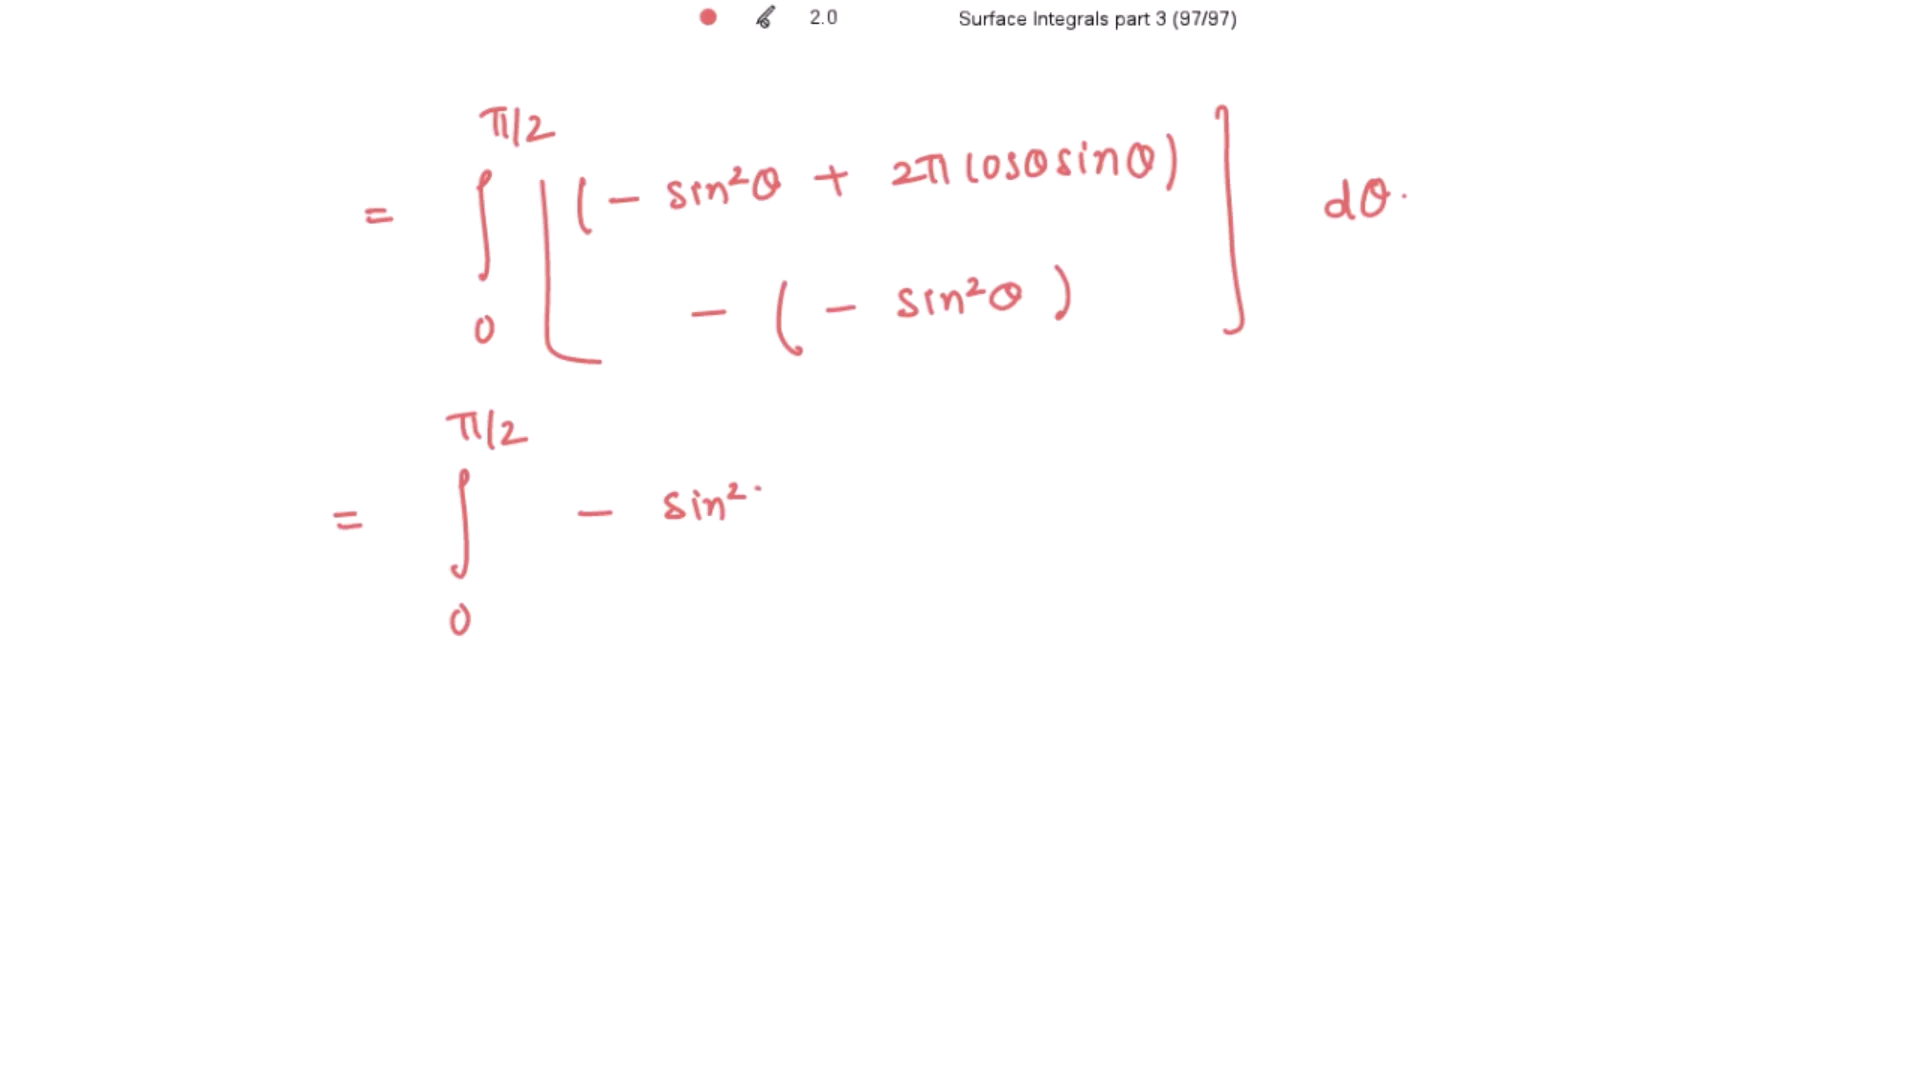 2.0 Surface Integrals part 3 (97/97)
π/2
= ∫ [ (- sin²θ + 2π cosθ sinθ) ] dθ.
- (- sin²θ )
0
π/2
= ∫ - sin²
0